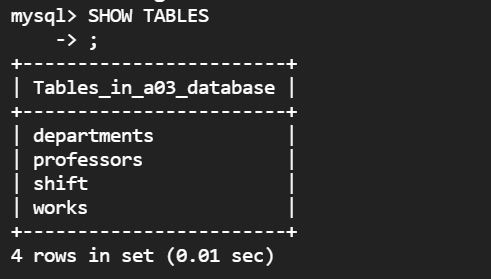 mysql> SHOW TABLES
    -> ;
+------------------------+
| Tables_in_a03_database |
+------------------------+
| departments            |
| professors             |
| shift                  |
| works                  |
+------------------------+
4 rows in set (0.01 sec)